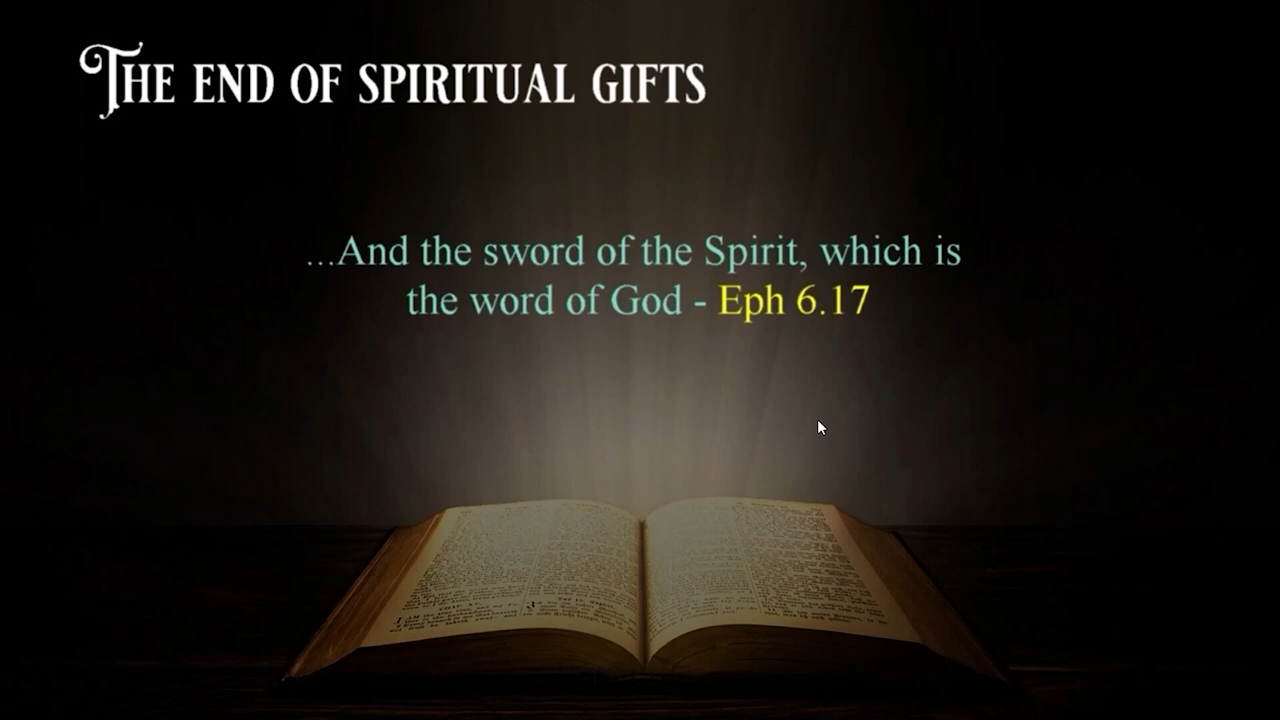 THE END OF SPIRITUAL GIFTS
...And the sword of the Spirit, which is
the word of God - Eph 6.17